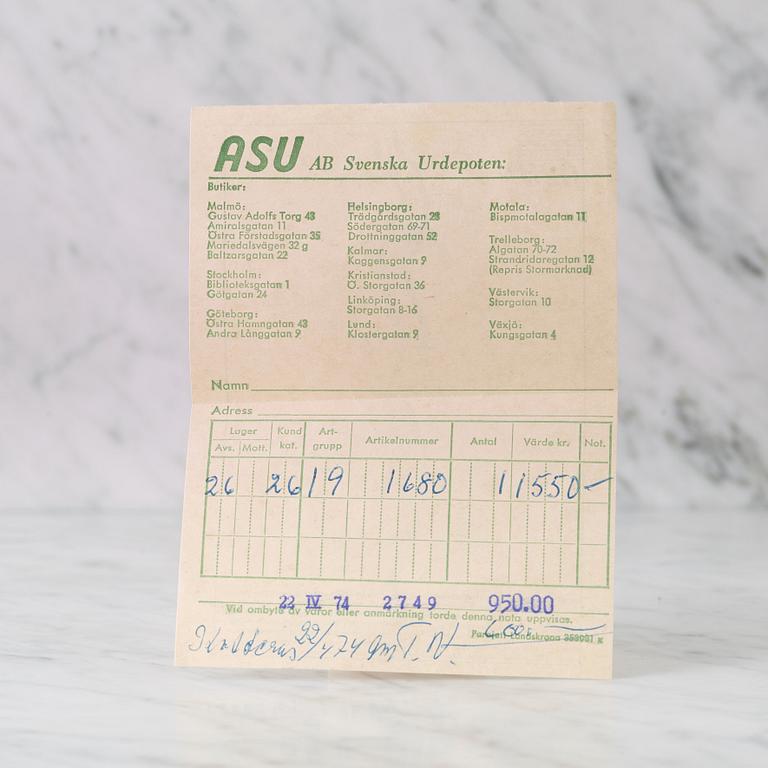 ASU AB Svenska Urdepoten:
Butiker:
Malmö:
Gustav Adolfs Torg 43
Amiralsgatan 11
Östra Förstadsgatan 35
Mariedalsvägen 32 g
Baltzarsgatan 22
Stockholm:
Biblioteksgatan 1
Götgatan 24
Göteborg:
Östra Hamngatan 43
Andra Långgatan 9
Helsingborg:
Trädgårdsgatan 28
Södergatan 69-71
Drottninggatan 52
Kalmar:
Kaggensgatan 9
Kristianstad:
Ö. Storgatan 36
Linköping:
Storgatan 8-16
Lund:
Klostergatan 9
Motala:
Bispmotalagatan 11
Trelleborg:
Algatan 70-72
Strandridaregatan 12
(Repris Stormarknad)
Västervik:
Storgatan 10
Växjö:
Kungsgatan 4
Namn
Adress
Lager Kund Art- Artikelnummer Antal Värde kr. Not.
Avs. Mott. kat. grupp
26 26 19 1680 1 1550 —
22 IV 74 2749 950.00
Vid ombyte av varor eller anmärkning torde denna nota uppvisas.
Landskrona
22/4 74